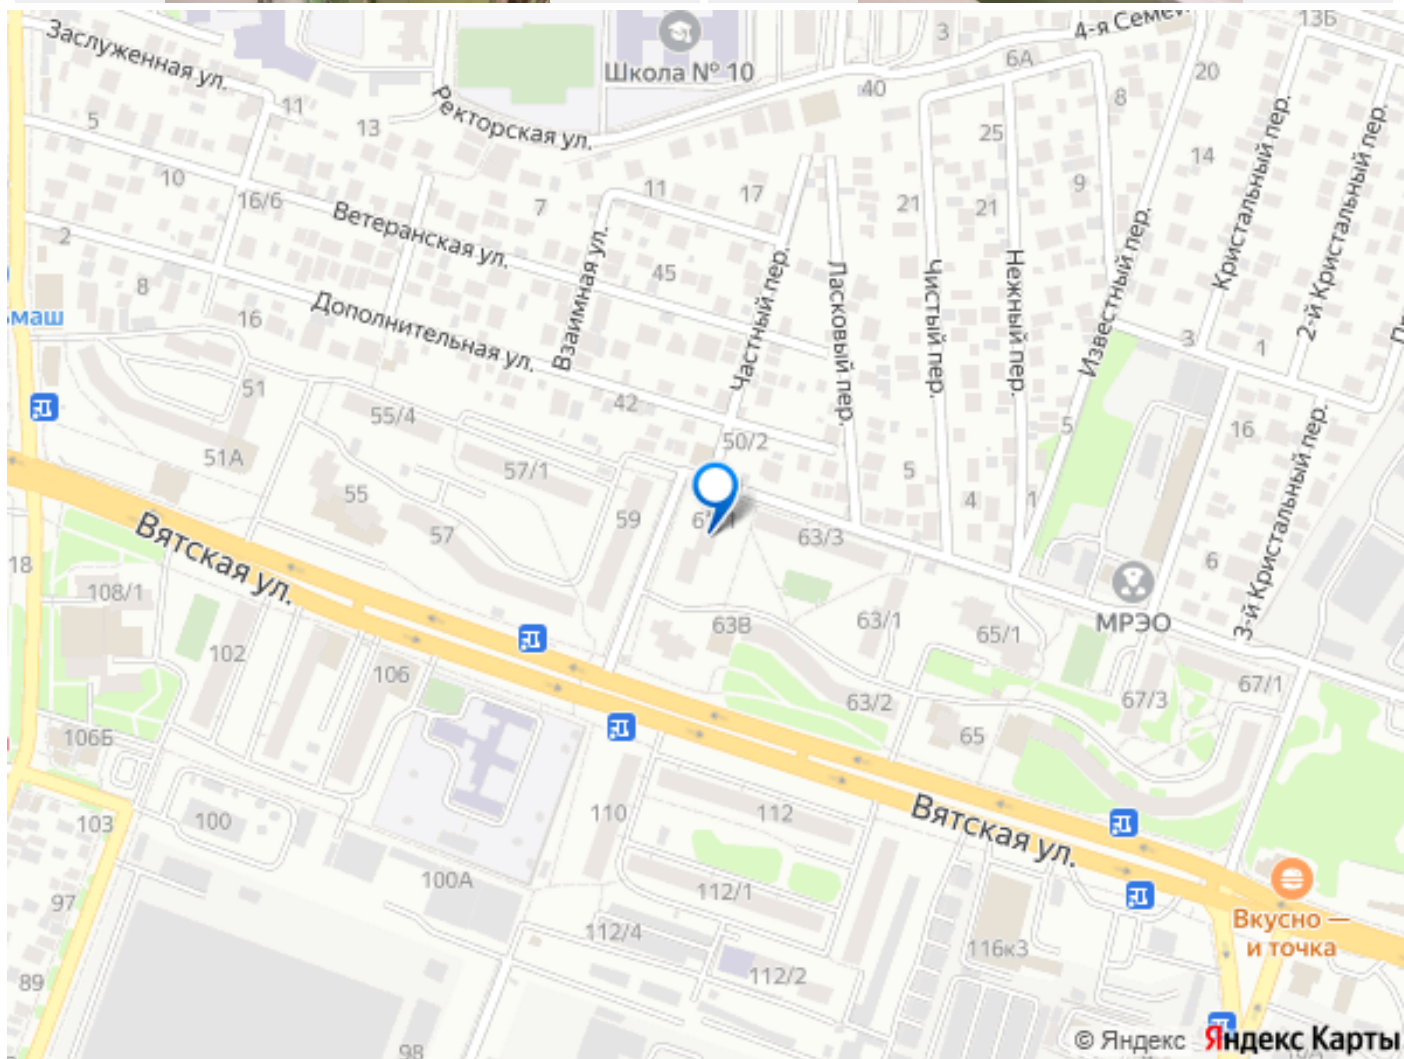 13Б
4-я Семей
3
Заслуженная ул.
Школа № 10
6А
20
40
8
11
Ректорская ул.
5
13
25
Кристальный пер.
2-й Кристальный пер.
14
10
16/6
11
17
9
7
21
21
2
Ветеранская ул.
Взаимная ул.
45
Частный пер.
Ласковый пер.
Чистый пер.
Нежный пер.
Известный пер.
8
16
маш
Дополнительная ул.
3
1
51
55/4
42
50/2
5
16
51А
57/1
5
4
1
3-й Кристальный пер.
55
57
59
63/3
18
Вятская ул.
6
108/1
МРЭО
102
106
63В
63/1
65/1
63/2
67/3
67/1
106Б
65
103
100
110
112
Вятская ул.
100А
112/1
97
112/4
Вкусно —
и точка
116к3
112/2
89
98
© Яндекс Яндекс Карты